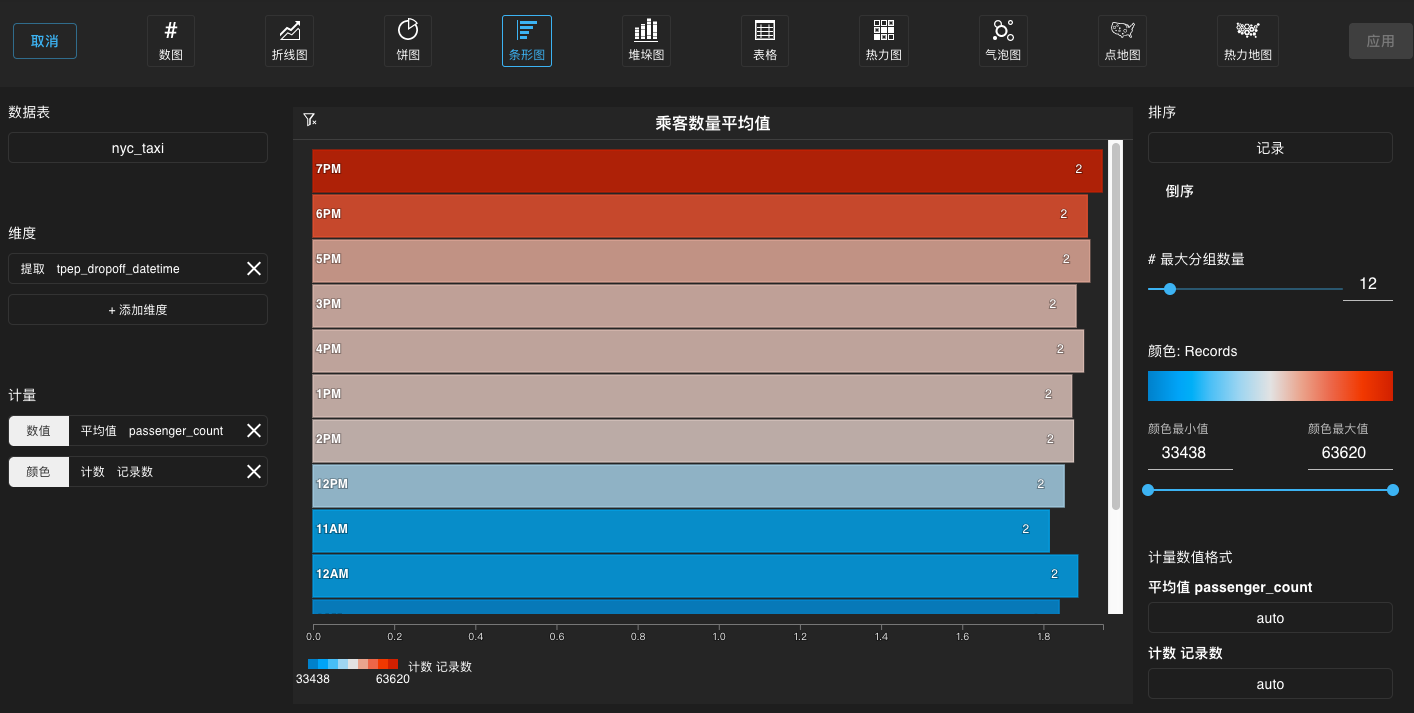 取消
#
数图
折线图
饼图
条形图
堆垛图
表格
热力图
气泡图
点地图
热力地图
应用
数据表
nyc_taxi
维度
提取 tpep_dropoff_datetime
+ 添加维度
计量
数值 平均值 passenger_count
颜色 计数 记录数
乘客数量平均值
7PM 2
6PM 2
5PM 2
3PM 2
4PM 2
1PM 2
2PM 2
12PM 2
11AM 2
12AM 2
0.0 0.2 0.4 0.6 0.8 1.0 1.2 1.4 1.6 1.8
计数 记录数
33438 63620
排序
记录
倒序
# 最大分组数量
12
颜色: Records
颜色最小值 颜色最大值
33438 63620
计量数值格式
平均值 passenger_count
auto
计数 记录数
auto